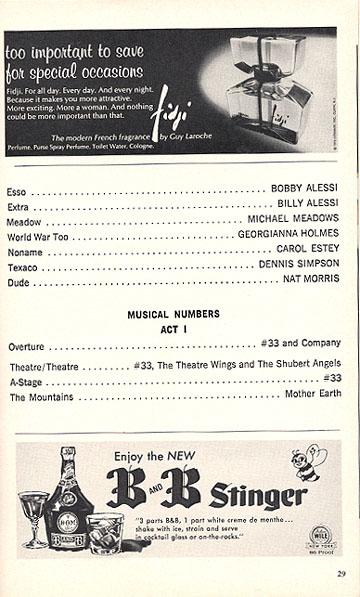 too important to save
for special occasions
Fidji. For all day. Every day. And every night.
Because it makes you more attractive.
More exciting. More a woman. And nothing
could be more important than that.
fidji
The modern French fragrance by Guy Laroche
Perfume. Purse Spray Perfume. Toilet Water. Cologne.
fidji
Esso ........ BOBBY ALESSI
Extra ........ BILLY ALESSI
Meadow ........ MICHAEL MEADOWS
World War Too ........ GEORGIANNA HOLMES
Noname ........ CAROL ESTEY
Texaco ........ DENNIS SIMPSON
Dude ........ NAT MORRIS
MUSICAL NUMBERS
ACT I
Overture ........ #33 and Company
Theatre/Theatre ........ #33, The Theatre Wings and The Shubert Angels
A-Stage ........ #33
The Mountains ........ Mother Earth
Enjoy the NEW
B AND B Stinger
"3 parts B&B, 1 part white creme de menthe...
shake with ice, strain and serve
in cocktail glass or on-the-rocks."
WILE
NEW YORK
86 PROOF
29